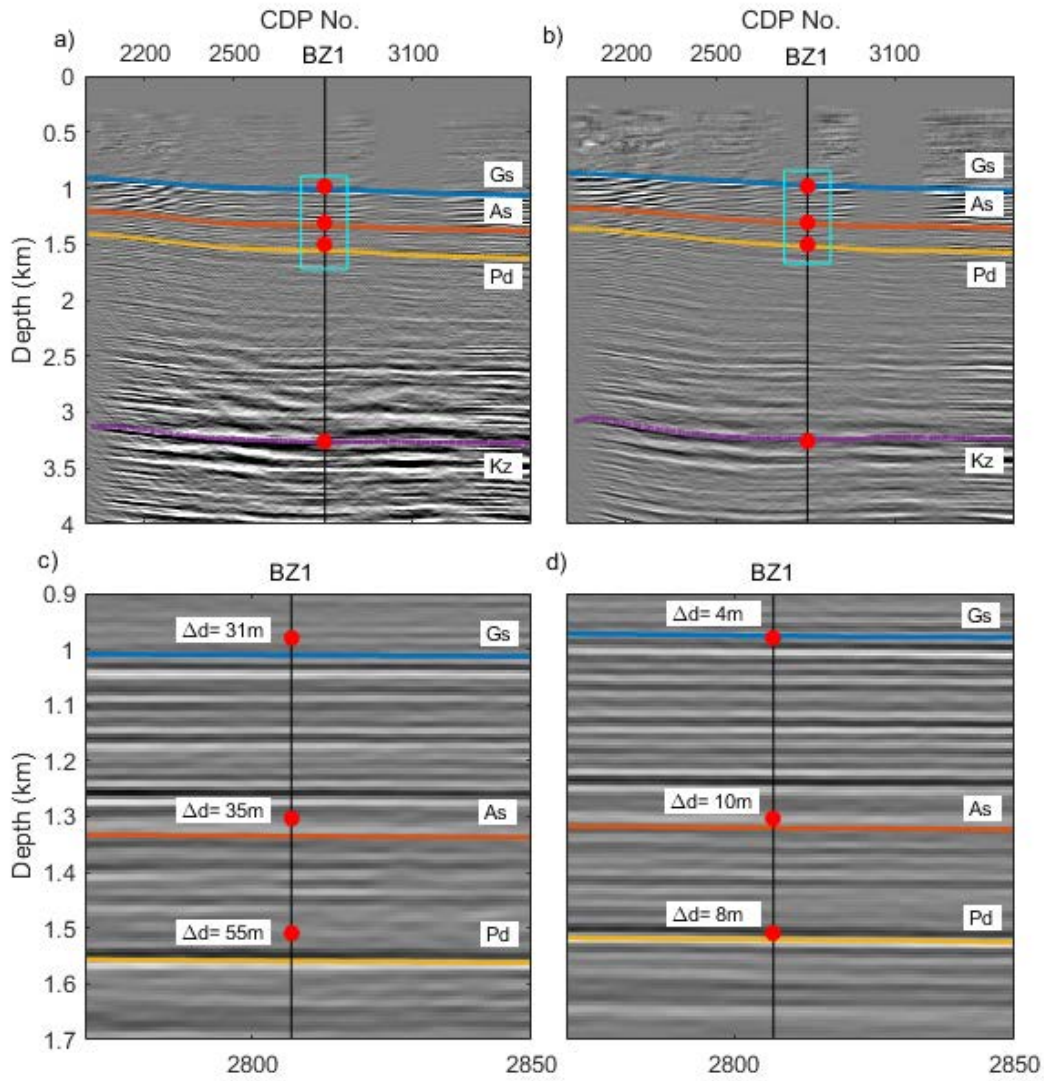 CDP No.
CDP No.
a)
b)
2200 2500 BZ1 3100
2200 2500 BZ1 3100
0
0.5
1
1.5
2
2.5
3
3.5
4
Depth (km)
Gs
As
Pd
Kz
Gs
As
Pd
Kz
c)
BZ1
d)
BZ1
0.9
1
1.1
1.2
1.3
1.4
1.5
1.6
1.7
Depth (km)
Δd= 31m
Gs
Δd= 35m
As
Δd= 55m
Pd
Δd= 4m
Gs
Δd= 10m
As
Δd= 8m
Pd
2800 2850
2800 2850